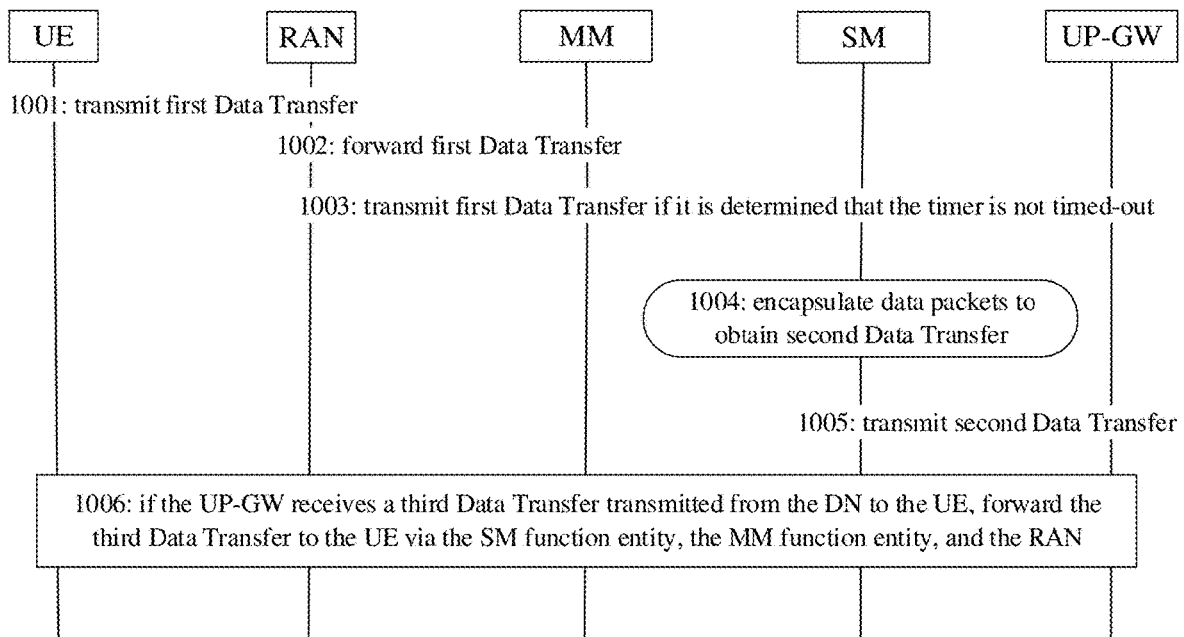 UE RAN MM SM UP-GW
1001: transmit first Data Transfer
1002: forward first Data Transfer
1003: transmit first Data Transfer if it is determined that the timer is not timed-out
1004: encapsulate data packets to
obtain second Data Transfer
1005: transmit second Data Transfer
1006: if the UP-GW receives a third Data Transfer transmitted from the DN to the UE, forward the
third Data Transfer to the UE via the SM function entity, the MM function entity, and the RAN